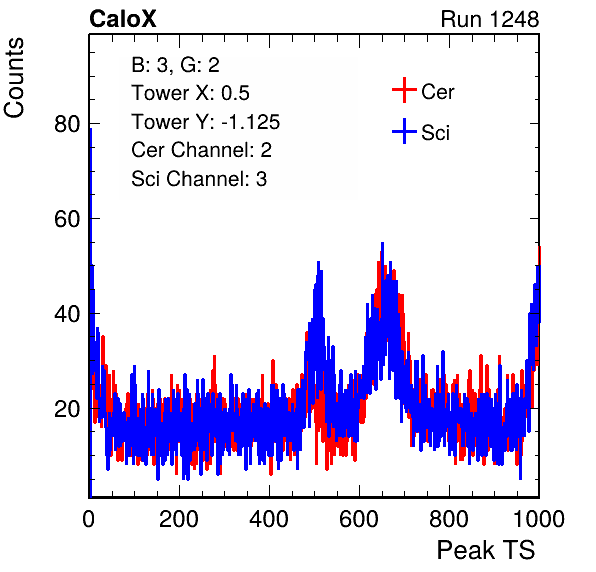 CaloX Run 1248
Counts
B: 3, G: 2
Tower X: 0.5
Tower Y: -1.125
Cer Channel: 2
Sci Channel: 3
Cer
Sci
80
60
40
20
0 200 400 600 800 1000
Peak TS